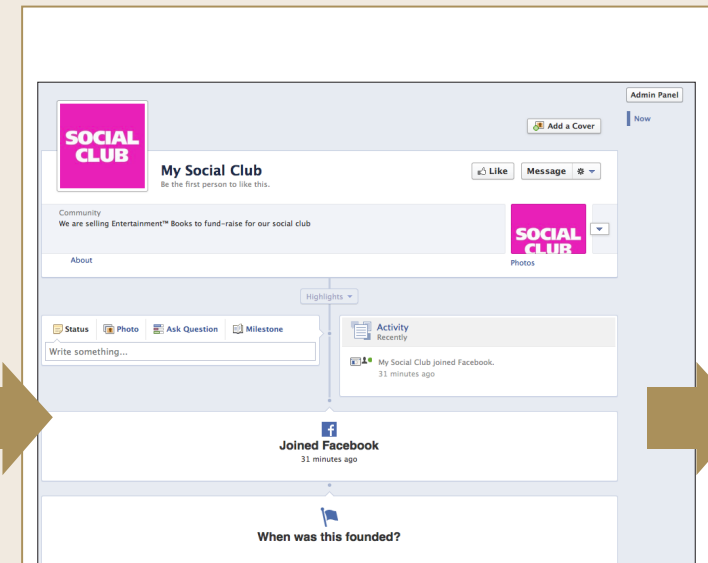 Admin Panel
SOCIAL
CLUB
Add a Cover
Now
My Social Club
Be the first person to like this.
Like
Message
Community
We are selling Entertainment™ Books to fund-raise for our social club
SOCIAL
CLUB
About
Photos
Highlights
Status
Photo
Ask Question
Milestone
Write something...
Activity
Recently
My Social Club joined Facebook.
31 minutes ago
f
Joined Facebook
31 minutes ago
When was this founded?